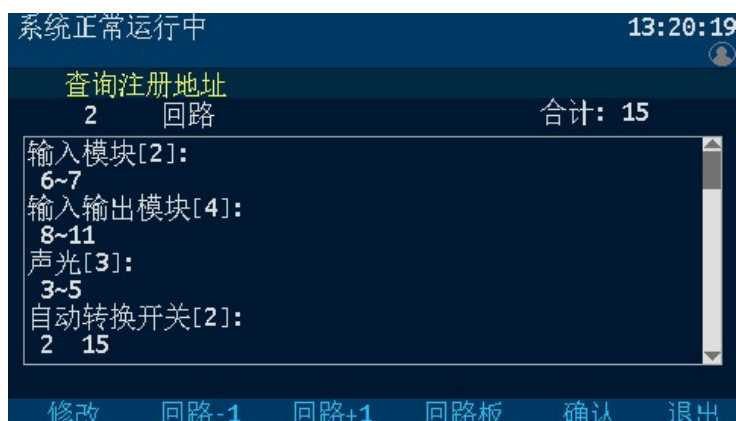 系统正常运行中 13:20:19
查询注册地址
2 回路 合计: 15
输入模块[2]:
6~7
输入输出模块[4]:
8~11
声光[3]:
3~5
自动转换开关[2]:
2 15
修改 回路-1 回路+1 回路板 确认 退出